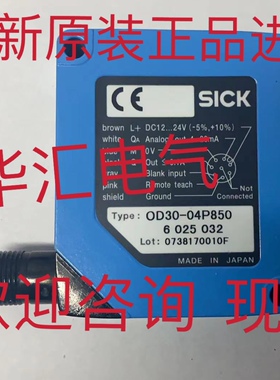 新原装正品进
SICK
brown L+ DC12...24V (-5%,+10%)
white QA Analog
华汇电气
Blank input
pink Remote teach
shield Ground
Not Connected
Type: OD30-04P850
6 025 032
Lot: 0738170010F
MADE IN JAPAN
欢迎咨询 现